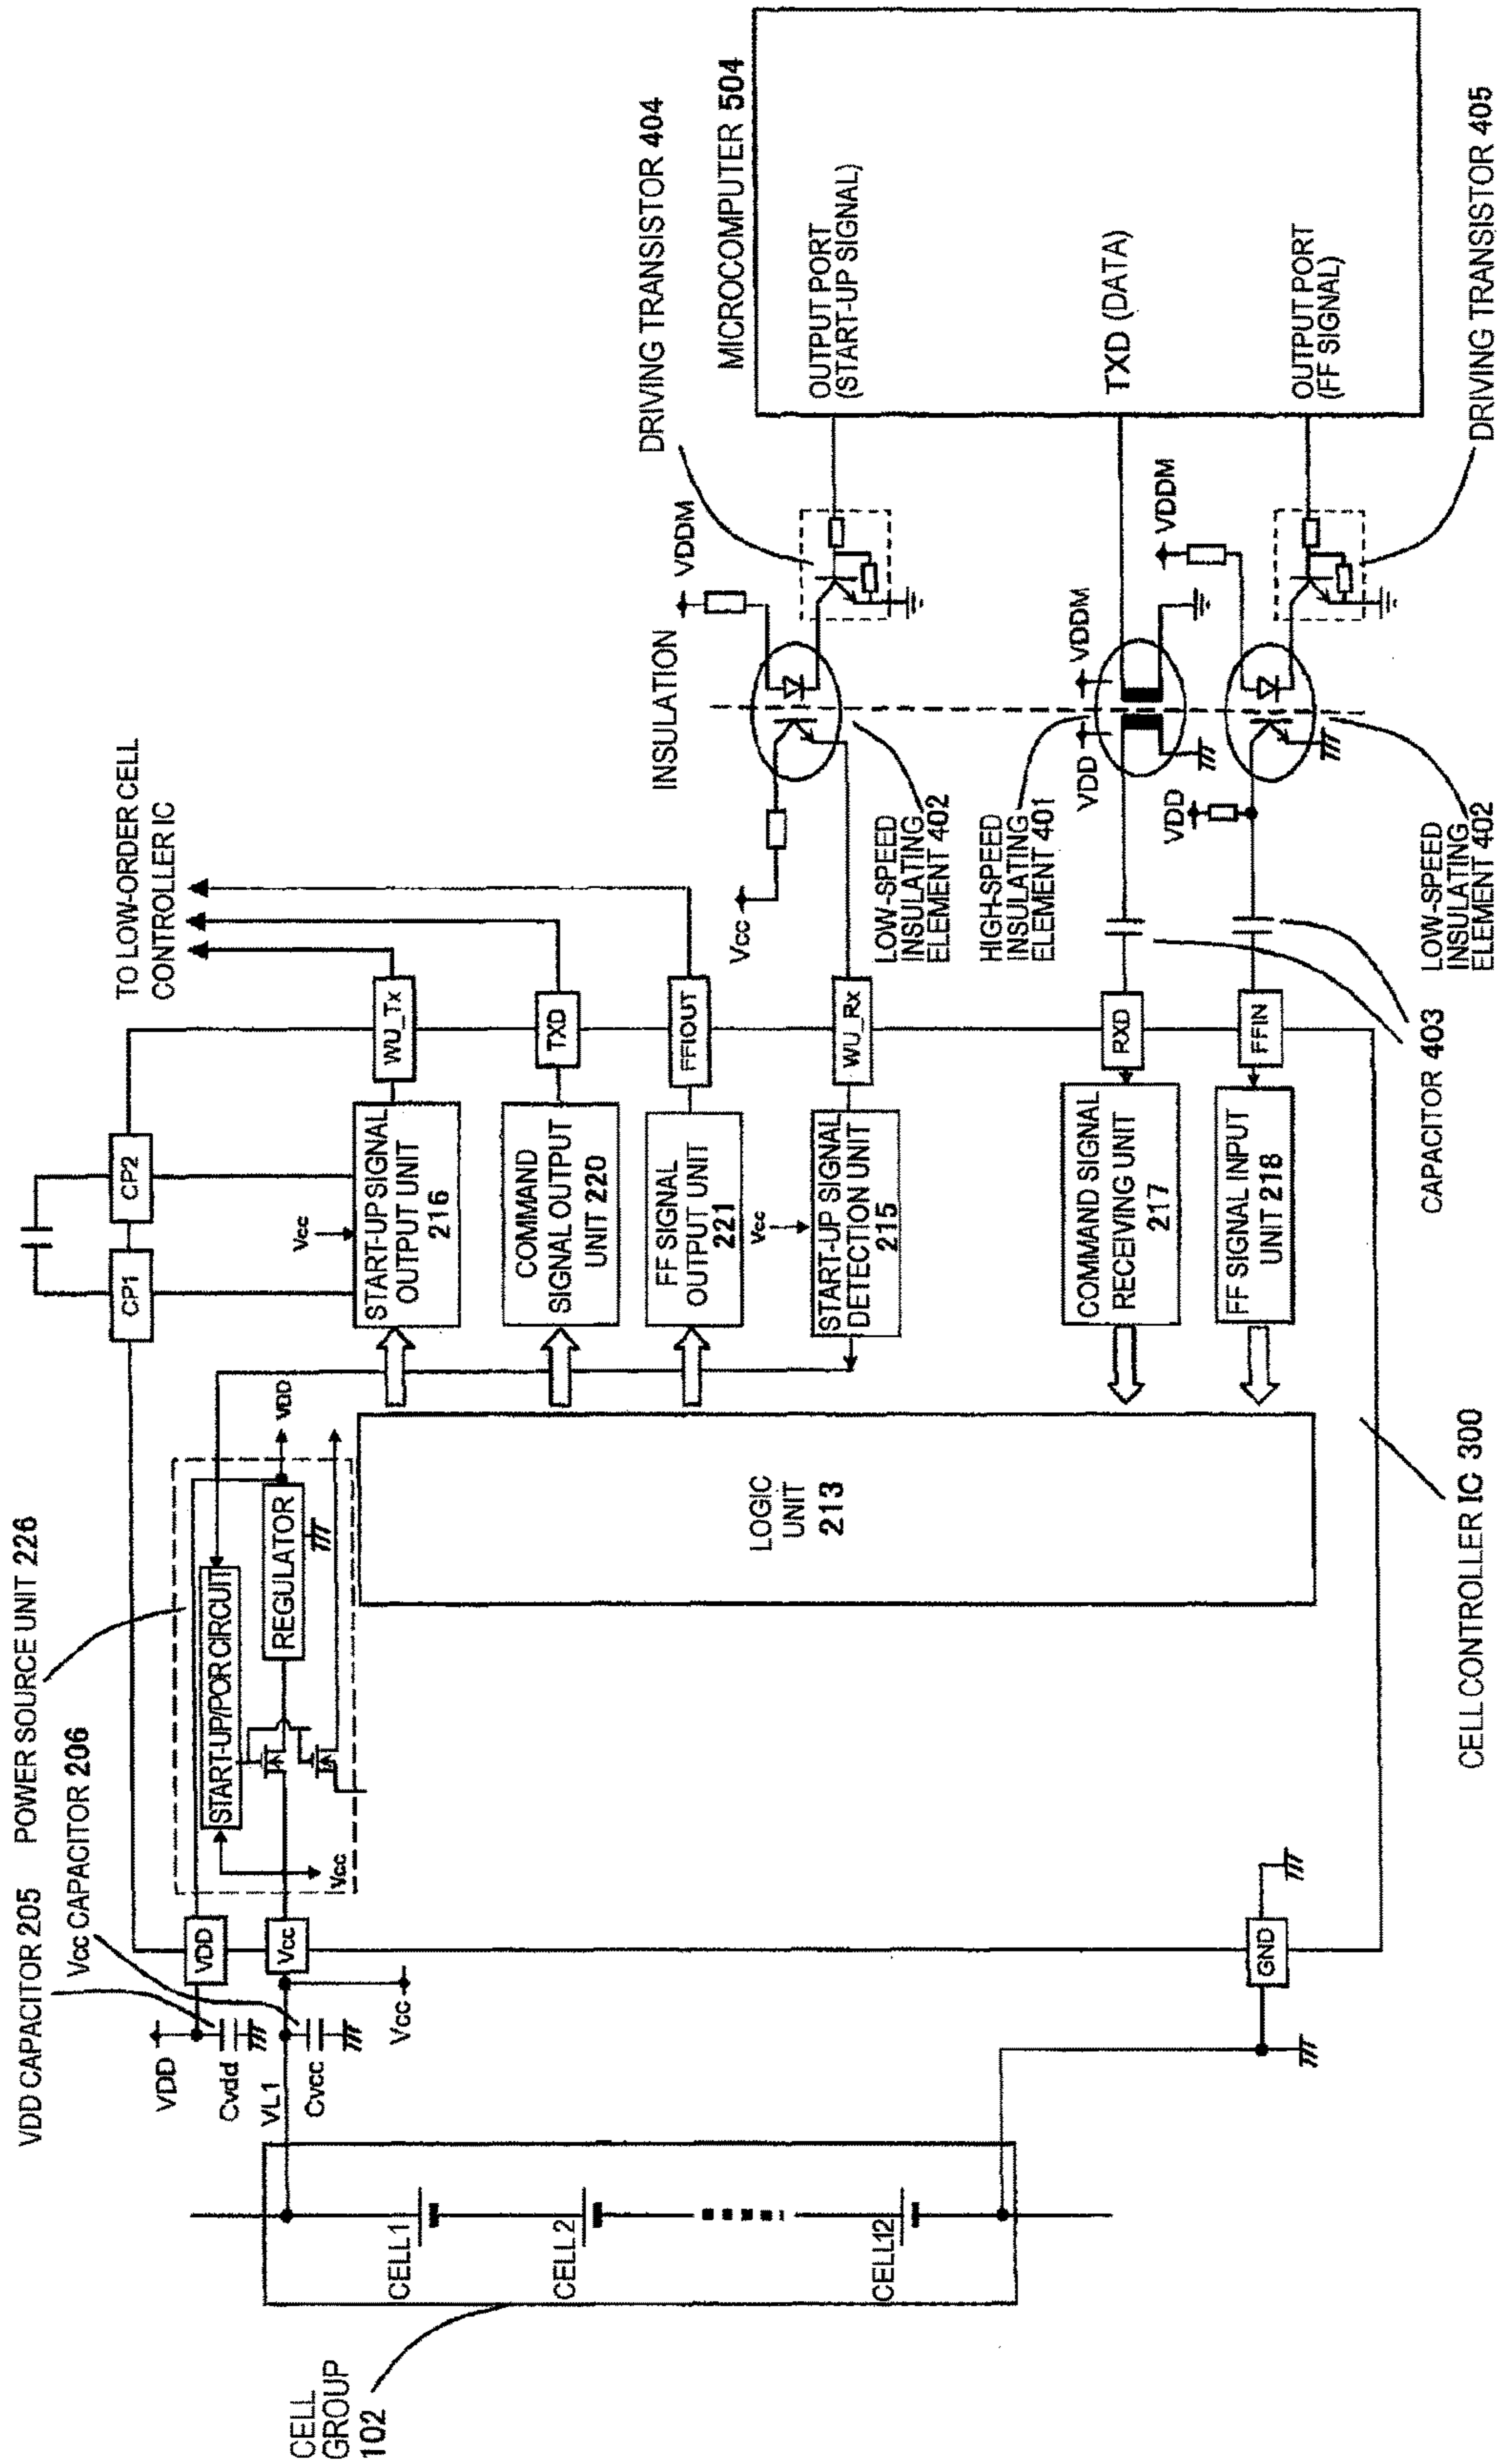 CELL
GROUP
102
CELL1
CELL2
CELL12
VDD CAPACITOR 205
Vcc CAPACITOR 206
POWER SOURCE UNIT 226
VDD
Cvdd
VL1
Cvcc
Vcc
VDD
Vcc
GND
START-UP/POR CIRCUIT
REGULATOR
VDD
Vcc
LOGIC
UNIT
213
CELL CONTROLLER IC 300
CP1
CP2
Vcc
START-UP SIGNAL
OUTPUT UNIT
216
COMMAND
SIGNAL OUTPUT
UNIT 220
FF SIGNAL
OUTPUT UNIT
221
Vcc
START-UP SIGNAL
DETECTION UNIT
215
COMMAND SIGNAL
RECEIVING UNIT
217
FF SIGNAL INPUT
UNIT 218
WU_Tx
TXD
FFIOUT
WU_Rx
RXD
FFIN
TO LOW-ORDER CELL
CONTROLLER IC
CAPACITOR 403
Vcc
LOW-SPEED
INSULATING
ELEMENT 402
HIGH-SPEED
INSULATING
ELEMENT 401
LOW-SPEED
INSULATING
ELEMENT 402
INSULATION
VDD
VDD
VDDM
VDDM
VDDM
DRIVING TRANSISTOR 404
DRIVING TRANSISTOR 405
MICROCOMPUTER 504
OUTPUT PORT
(START-UP SIGNAL)
TXD (DATA)
OUTPUT PORT
(FF SIGNAL)